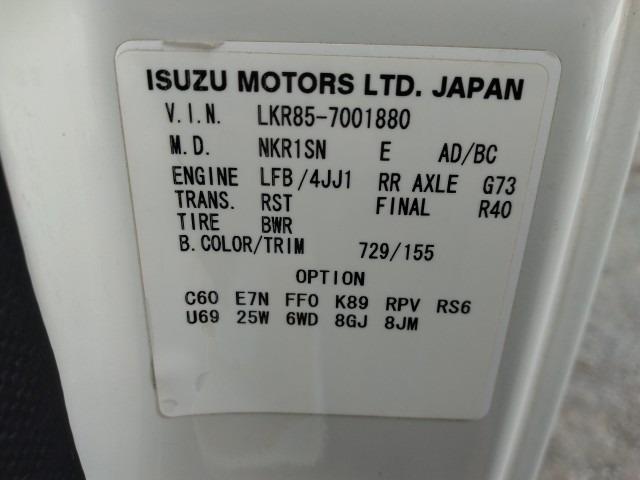 ISUZU MOTORS LTD. JAPAN
V.I.N. LKR85-7001880
M.D. NKR1SN E AD/BC
ENGINE LFB/4JJ1 RR AXLE G73
TRANS. RST FINAL R40
TIRE BWR
B.COLOR/TRIM 729/155
OPTION
C60 E7N FF0 K89 RPV RS6
U69 25W 6WD 8GJ 8JM